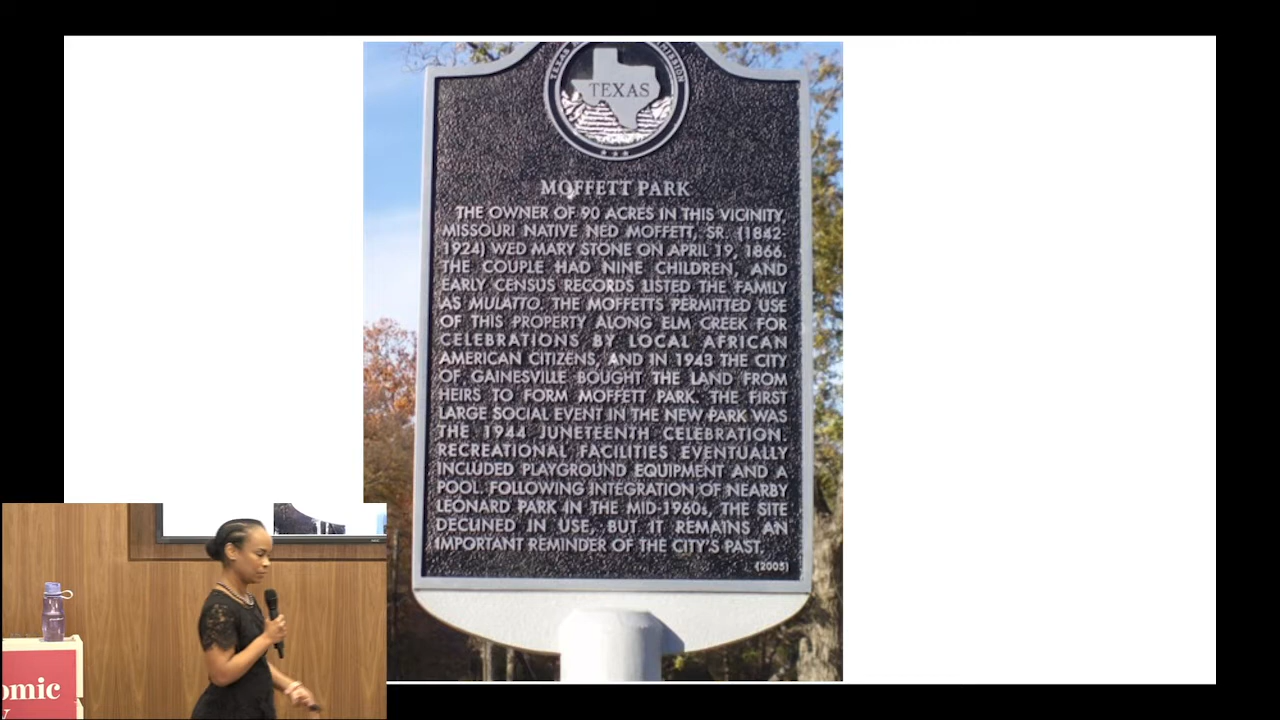 TEXAS
MOFFETT PARK
THE OWNER OF 90 ACRES IN THIS VICINITY,
MISSOURI NATIVE NED MOFFETT, SR. (1842-
1924) WED MARY STONE ON APRIL 19, 1866.
THE COUPLE HAD NINE CHILDREN, AND
EARLY CENSUS RECORDS LISTED THE FAMILY
AS MULATTO. THE MOFFETTS PERMITTED USE
OF THIS PROPERTY ALONG ELM CREEK FOR
CELEBRATIONS BY LOCAL AFRICAN
AMERICAN CITIZENS, AND IN 1943 THE CITY
OF GAINESVILLE BOUGHT THE LAND FROM
HEIRS TO FORM MOFFETT PARK. THE FIRST
LARGE SOCIAL EVENT IN THE NEW PARK WAS
THE 1944 JUNETEENTH CELEBRATION.
RECREATIONAL FACILITIES EVENTUALLY
INCLUDED PLAYGROUND EQUIPMENT AND A
POOL. FOLLOWING INTEGRATION OF NEARBY
LEONARD PARK IN THE MID-1960s, THE SITE
DECLINED IN USE, BUT IT REMAINS AN
IMPORTANT REMINDER OF THE CITY'S PAST.
(2005)
omic